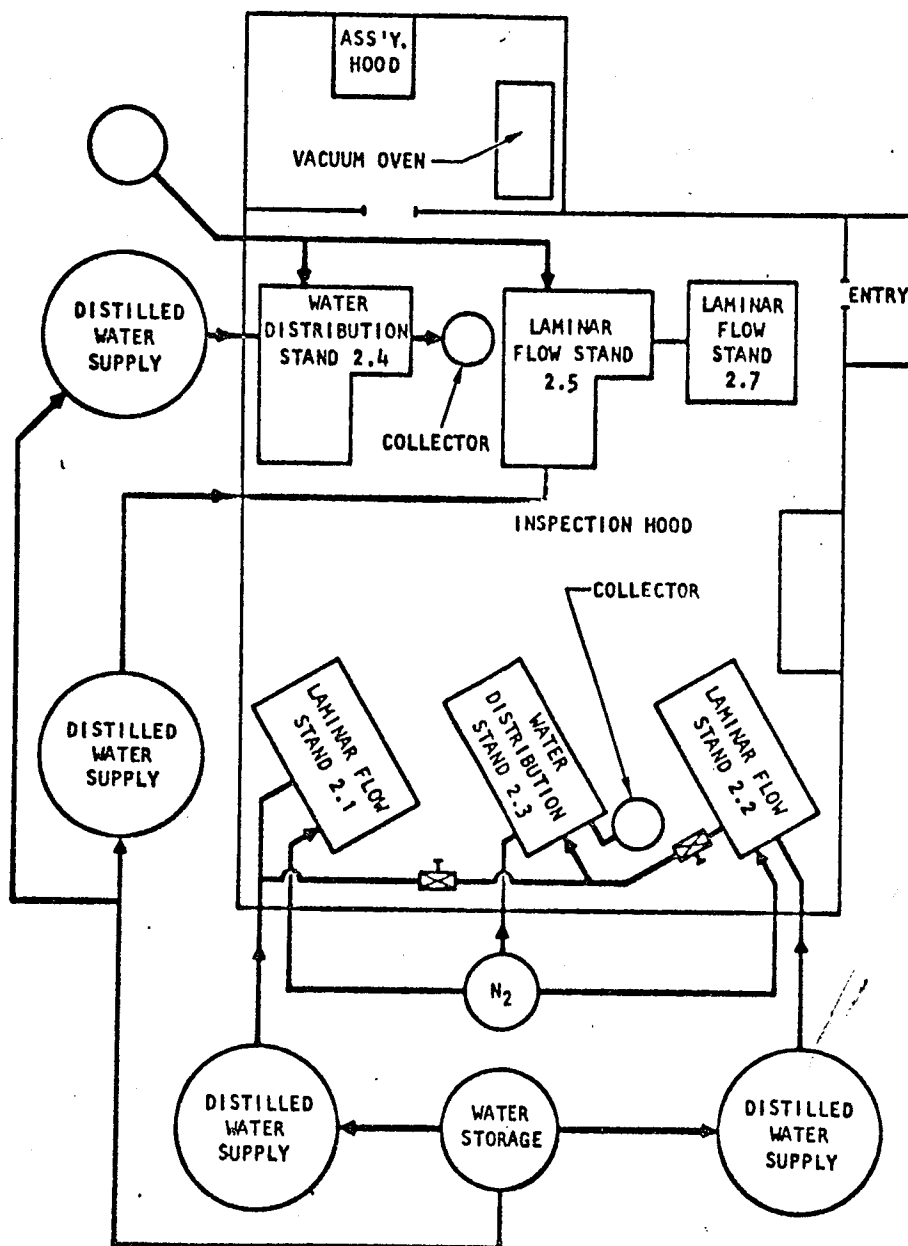 ASS'Y.
HOOD
VACUUM OVEN
DISTILLED
WATER
SUPPLY
WATER
DISTRIBUTION
STAND 2.4
COLLECTOR
LAMINAR
FLOW STAND
2.5
LAMINAR
FLOW
STAND
2.7
ENTRY
INSPECTION HOOD
COLLECTOR
DISTILLED
WATER
SUPPLY
LAMINAR FLOW
STAND 2.1
WATER
DISTRIBUTION
STAND 2.3
LAMINAR FLOW
STAND 2.2
N₂
DISTILLED
WATER
SUPPLY
WATER
STORAGE
DISTILLED
WATER
SUPPLY